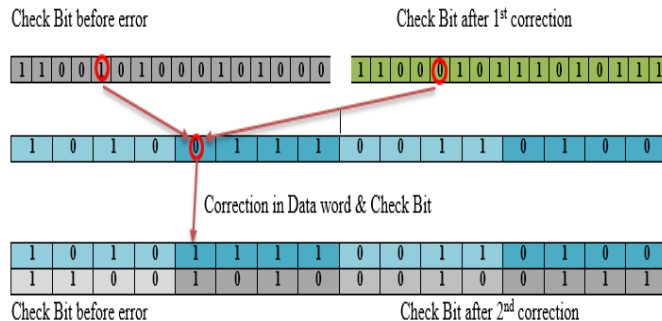 Check Bit before error Check Bit after 1st correction
1 1 0 0 1 0 1 0 0 0 1 0 1 0 0 0 1 1 0 0 0 1 0 1 1 1 0 1 0 1 1 1
1 0 1 0 0 1 1 1 0 0 1 1 0 1 0 0
Correction in Data word & Check Bit
1 0 1 0 1 1 1 1 0 0 1 1 0 1 0 0
1 1 0 0 1 0 1 0 0 0 1 0 0 1 1 1
Check Bit before error Check Bit after 2nd correction